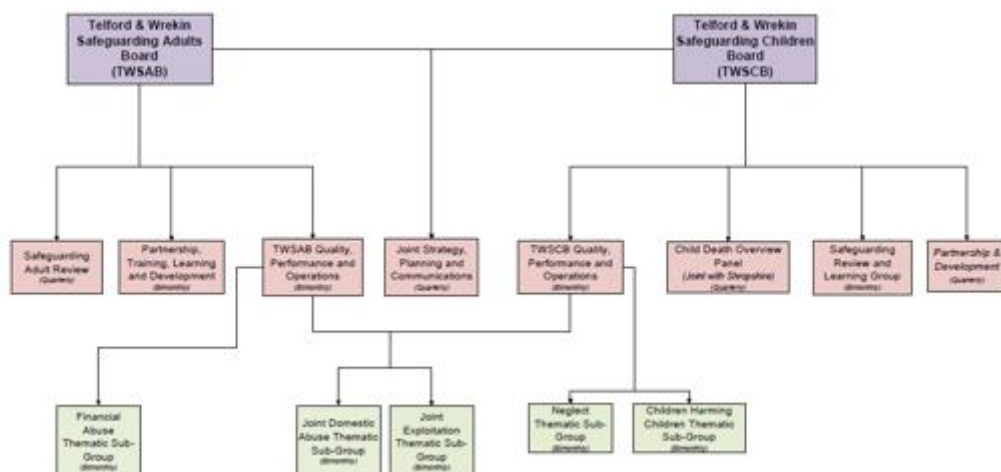 Telford & Wrekin
Safeguarding Adults
Board
(TWSAB)
Telford & Wrekin
Safeguarding Children
Board
(TWSCB)
Safeguarding
Adult Review
(Quarterly)
Partnership,
Training, Learning
and Development
(Bimonthly)
TWSAB Quality,
Performance and
Operations
(Bimonthly)
Joint Strategy,
Planning and
Communications
(Quarterly)
TWSCB Quality,
Performance and
Operations
(Bimonthly)
Child Death Overview
Panel
(Joint with Shropshire)
(Quarterly)
Safeguarding
Review and
Learning Group
(Bimonthly)
Partnership &
Development
(Quarterly)
Financial
Abuse
Thematic Sub-
Group
(Bimonthly)
Joint Domestic
Abuse Thematic
Sub-Group
(Bimonthly)
Joint
Exploitation
Thematic Sub-
Group
(Bimonthly)
Neglect
Thematic Sub-
Group
(Bimonthly)
Children Harming
Children Thematic
Sub-Group
(Bimonthly)